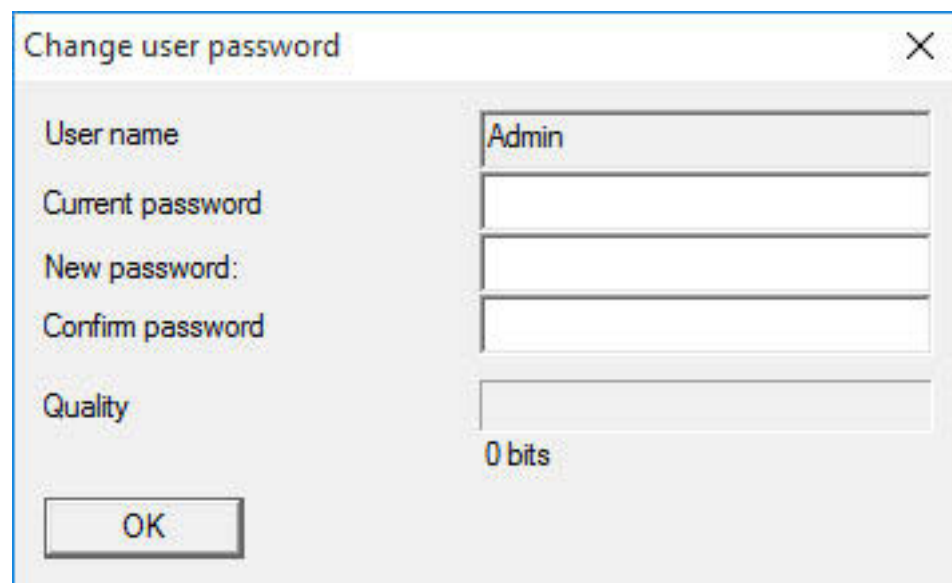 Change user password
User name Admin
Current password
New password:
Confirm password
Quality
0 bits
OK